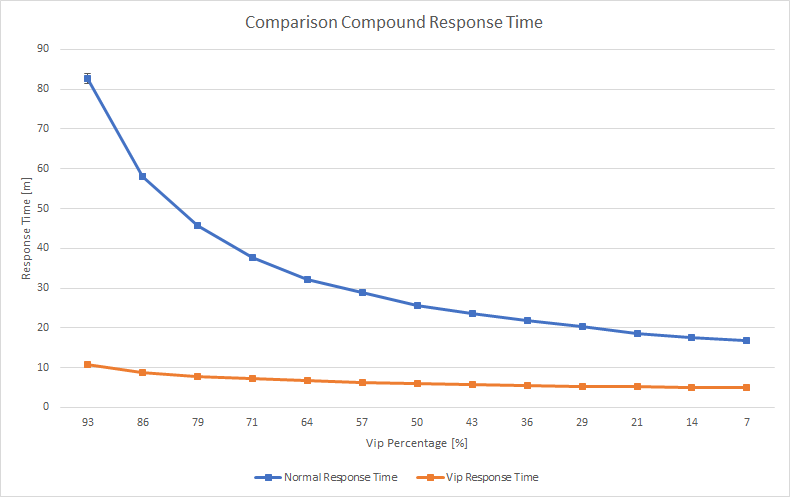 Comparison Compound Response Time
90
80
70
60
50
40
30
20
10
0
Response Time [m]
93 86 79 71 64 57 50 43 36 29 21 14 7
Vip Percentage [%]
Normal Response Time Vip Response Time